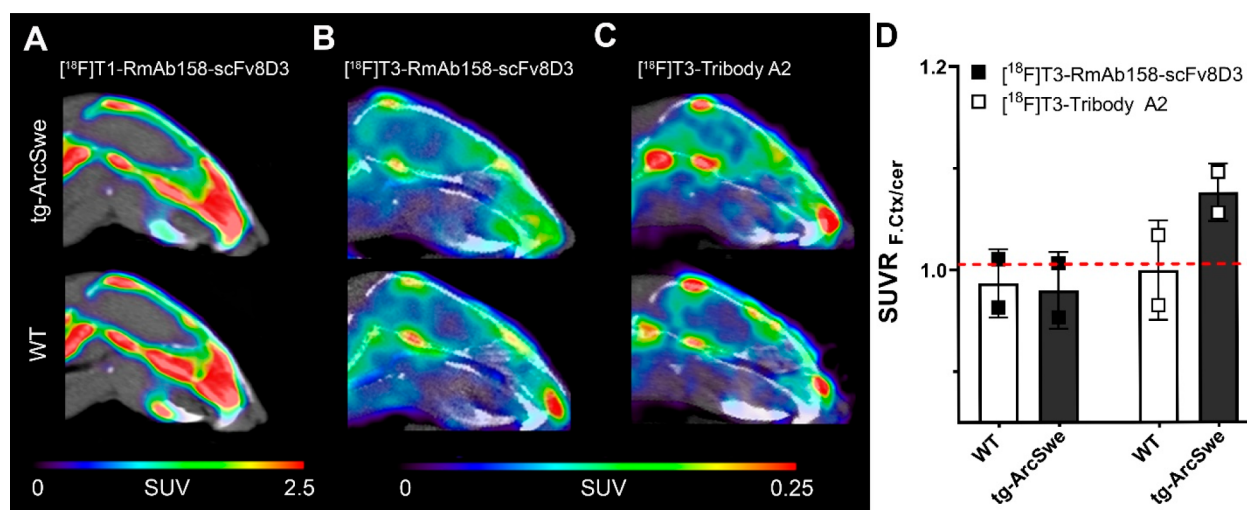 A
[¹⁸F]T1-RmAb158-scFv8D3
B
[¹⁸F]T3-RmAb158-scFv8D3
C
[¹⁸F]T3-Tribody A2
tg-ArcSwe
WT
0 SUV 2.5
0 SUV 0.25
D
[¹⁸F]T3-RmAb158-scFv8D3
[¹⁸F]T3-Tribody A2
SUVR F.Ctx/cer
1.2
1.0
WT
tg-ArcSwe
WT
tg-ArcSwe